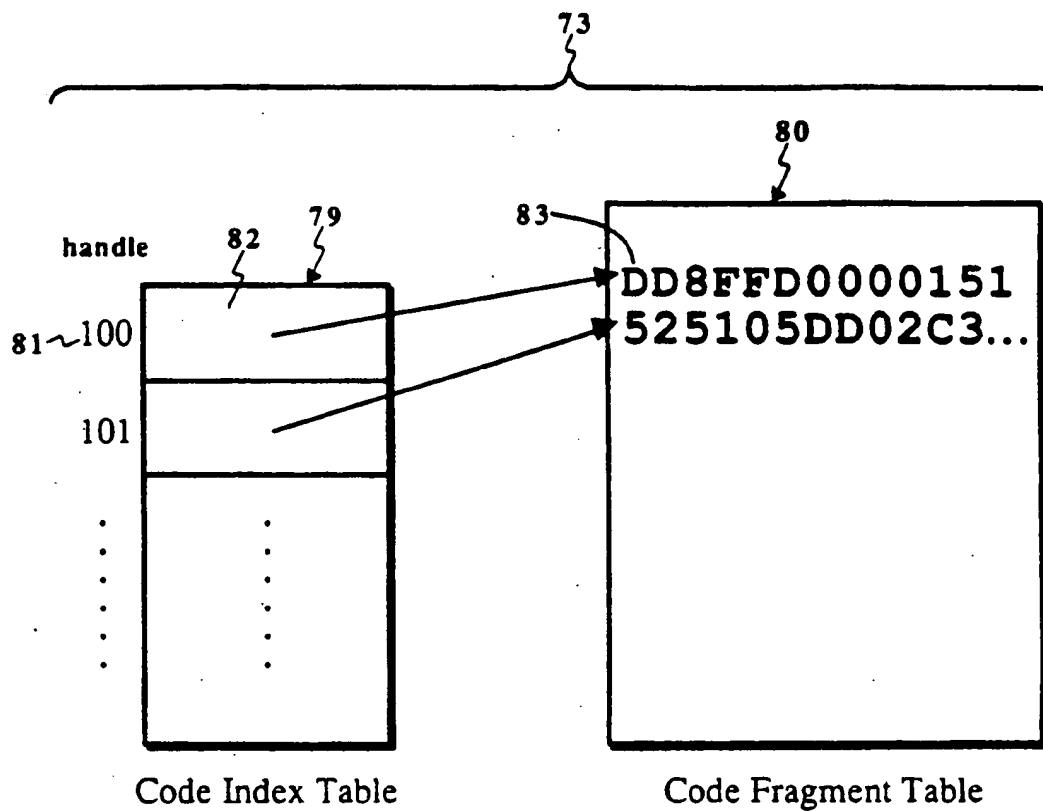 73
80
83
79
82
handle
DD8FFD0000151
81 100
525105DD02C3...
101
Code Index Table
Code Fragment Table